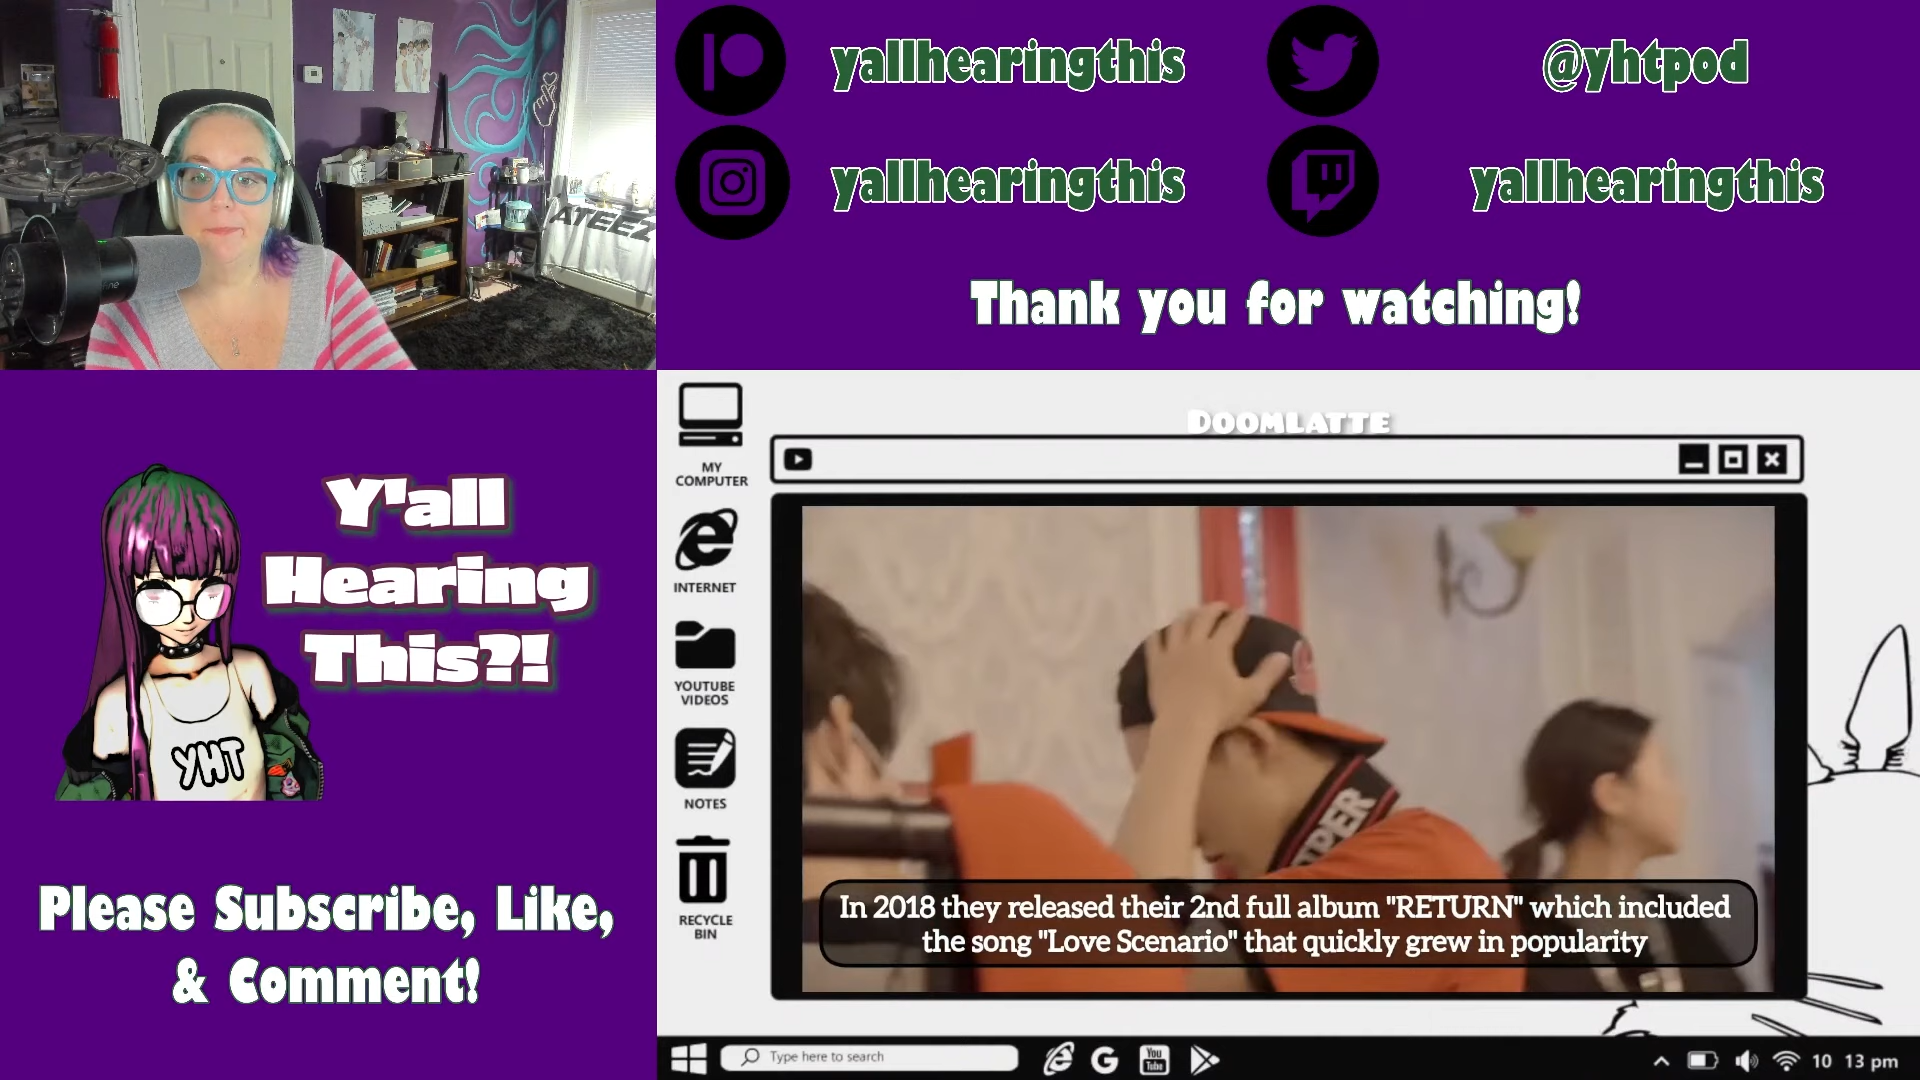 yallhearingthis
@yhtpod
yallhearingthis
yallhearingthis
Thank you for watching!
ATEEZ
Y'all
Hearing
This?!
YHT
Please Subscribe, Like,
& Comment!
DOOMLATTE
MY
COMPUTER
INTERNET
YOUTUBE
VIDEOS
NOTES
RECYCLE
BIN
In 2018 they released their 2nd full album "RETURN" which included
the song "Love Scenario" that quickly grew in popularity
Type here to search
You
Tube
10 13 pm